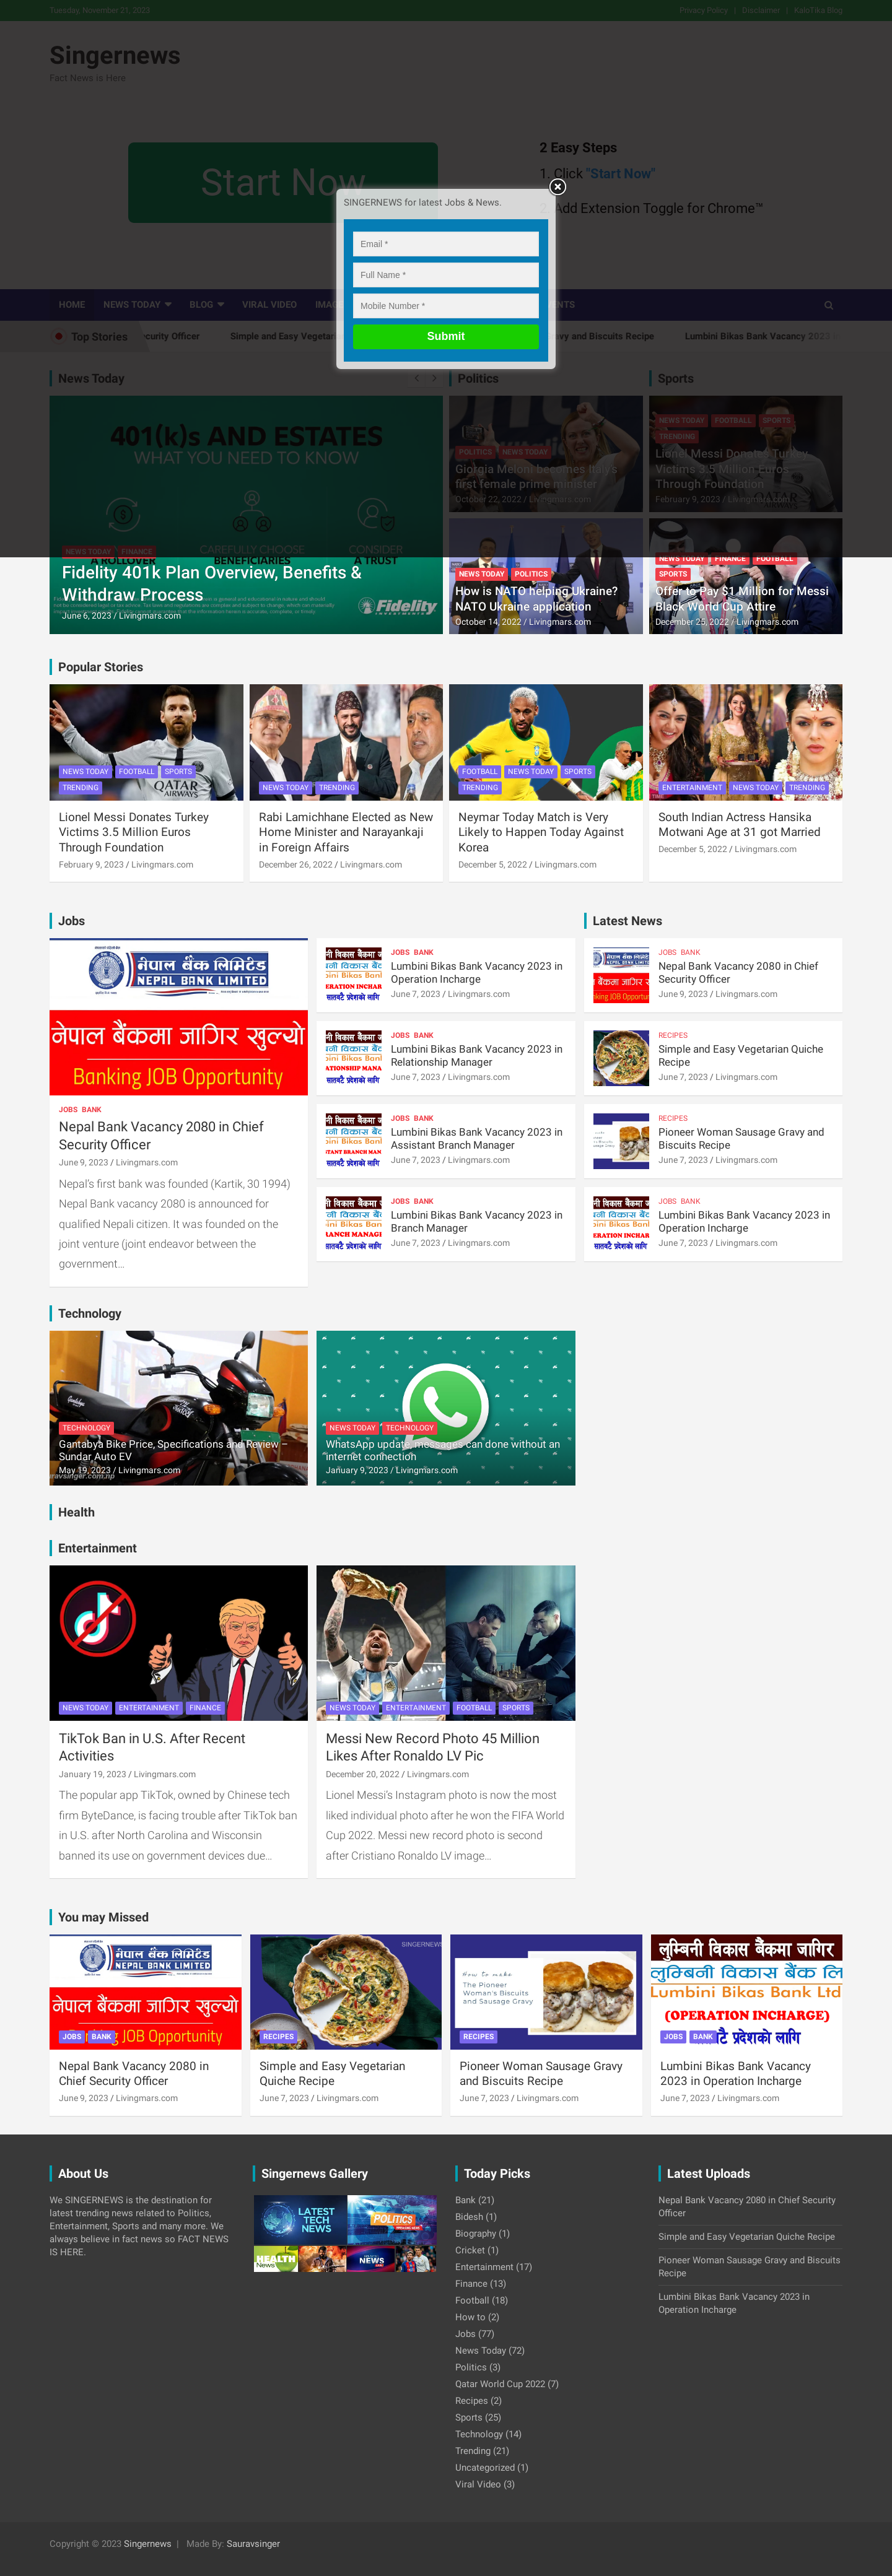 Tuesday, November 21, 2023
Privacy Policy | Disclaimer | KaloTika Blog
Singernews
Fact News is Here
Start Now
2 Easy Steps
1. Click "Start Now"
2. Add Extension Toggle for Chrome™
SINGERNEWS for latest Jobs & News.
Email *
Full Name *
Mobile Number *
Submit
HOME
NEWS TODAY
BLOG
VIRAL VIDEO
Top Stories
Security Officer
Simple and Easy
Biscuits Recipe
Lumbini Bikas Bank Vacancy 2023
News Today
401(k)s AND ESTATES
WHAT YOU NEED TO KNOW
A ROLLOVER
CAREFULLY CHOOSE BENEFICIARIES
CONSIDER A TRUST
NEWS TODAY FINANCE
Fidelity 401k Plan Overview, Benefits & Withdraw Process
June 6, 2023 / Livingmars.com
Fidelity
INVESTMENTS
Politics
POLITICS NEWS TODAY
Giorgia Meloni becomes Italy's first female prime minister
October 22, 2022 / Livingmars.com
NEWS TODAY POLITICS
How is NATO helping Ukraine? NATO Ukraine application
October 14, 2022 / Livingmars.com
Sports
NEWS TODAY FOOTBALL SPORTS
TRENDING
Lionel Messi Donates Turkey Victims 3.5 Million Euros Through Foundation
February 9, 2023 / Livingmars.com
NEWS TODAY FINANCE FOOTBALL
SPORTS
Offer to Pay $1 Million for Messi Black World Cup Attire
December 25, 2022 / Livingmars.com
Popular Stories
QATAR
AIRWAYS
NEWS TODAY FOOTBALL SPORTS
TRENDING
Lionel Messi Donates Turkey Victims 3.5 Million Euros Through Foundation
February 9, 2023 / Livingmars.com
NEWS TODAY TRENDING
Rabi Lamichhane Elected as New Home Minister and Narayankaji in Foreign Affairs
December 26, 2022 / Livingmars.com
FOOTBALL NEWS TODAY SPORTS
TRENDING
Neymar Today Match is Very Likely to Happen Today Against Korea
December 5, 2022 / Livingmars.com
ENTERTAINMENT NEWS TODAY TRENDING
South Indian Actress Hansika Motwani Age at 31 got Married
December 5, 2022 / Livingmars.com
Jobs
नेपाल बैंक लिमिटेड
NEPAL BANK LIMITED
नेपाल बैंकमा जागिर खुल्यो
Banking JOB Opportunity
JOBS BANK
Nepal Bank Vacancy 2080 in Chief Security Officer
June 9, 2023 / Livingmars.com
Nepal's first bank was founded (Kartik, 30 1994)
Nepal Bank vacancy 2080 is announced for
qualified Nepali citizen. It was founded on the
joint venture (joint endeavor between the
government...
JOBS BANK
Lumbini Bikas Bank Vacancy 2023 in Operation Incharge
June 7, 2023 / Livingmars.com
JOBS BANK
Lumbini Bikas Bank Vacancy 2023 in Relationship Manager
June 7, 2023 / Livingmars.com
JOBS BANK
Lumbini Bikas Bank Vacancy 2023 in Assistant Branch Manager
June 7, 2023 / Livingmars.com
JOBS BANK
Lumbini Bikas Bank Vacancy 2023 in Branch Manager
June 7, 2023 / Livingmars.com
Latest News
JOBS BANK
Nepal Bank Vacancy 2080 in Chief Security Officer
June 9, 2023 / Livingmars.com
RECIPES
Simple and Easy Vegetarian Quiche Recipe
June 7, 2023 / Livingmars.com
RECIPES
Pioneer Woman Sausage Gravy and Biscuits Recipe
June 7, 2023 / Livingmars.com
JOBS BANK
Lumbini Bikas Bank Vacancy 2023 in Operation Incharge
June 7, 2023 / Livingmars.com
Technology
TECHNOLOGY
Gantabya Bike Price, Specifications and Review – Sundar Auto EV
May 19, 2023 / Livingmars.com
NEWS TODAY TECHNOLOGY
WhatsApp update, messages can done without an internet connection
January 9, 2023 / Livingmars.com
Health
Entertainment
NEWS TODAY ENTERTAINMENT FINANCE
TikTok Ban in U.S. After Recent Activities
January 19, 2023 / Livingmars.com
The popular app TikTok, owned by Chinese tech
firm ByteDance, is facing trouble after TikTok ban
in U.S. after North Carolina and Wisconsin
banned its use on government devices due...
NEWS TODAY ENTERTAINMENT FOOTBALL SPORTS
Messi New Record Photo 45 Million Likes After Ronaldo LV Pic
December 20, 2022 / Livingmars.com
Lionel Messi's Instagram photo is now the most
liked individual photo after he won the FIFA World
Cup 2022. Messi new record photo is second
after Cristiano Ronaldo LV image...
You may Missed
नेपाल बैंक लिमिटेड
NEPAL BANK LIMITED
नेपाल बैंकमा जागिर खुल्यो
Opportunity
JOBS BANK
Nepal Bank Vacancy 2080 in Chief Security Officer
June 9, 2023 / Livingmars.com
SINGERNEWS
RECIPES
Simple and Easy Vegetarian Quiche Recipe
June 7, 2023 / Livingmars.com
How to make
The Pioneer Woman's Biscuits and Sausage Gravy
RECIPES
Pioneer Woman Sausage Gravy and Biscuits Recipe
June 7, 2023 / Livingmars.com
लुम्बिनी विकास बैंकमा जागिर
लुम्बिनी विकास बैंक लि
Lumbini Bikas Bank Ltd
(OPERATION INCHARGE)
JOBS BANK
Lumbini Bikas Bank Vacancy 2023 in Operation Incharge
June 7, 2023 / Livingmars.com
About Us
We SINGERNEWS is the destination for
latest trending news related to Politics,
Entertainment, Sports and many more. We
always believe in fact news so FACT NEWS
IS HERE.
Singernews Gallery
LATEST TECH NEWS
POLITICS
HEALTH News
NEWS
Today Picks
Bank (21)
Bidesh (1)
Biography (1)
Cricket (1)
Entertainment (17)
Finance (13)
Football (18)
How to (2)
Jobs (77)
News Today (72)
Politics (3)
Qatar World Cup 2022 (7)
Recipes (2)
Sports (25)
Technology (14)
Trending (21)
Uncategorized (1)
Viral Video (3)
Latest Uploads
Nepal Bank Vacancy 2080 in Chief Security Officer
Simple and Easy Vegetarian Quiche Recipe
Pioneer Woman Sausage Gravy and Biscuits Recipe
Lumbini Bikas Bank Vacancy 2023 in Operation Incharge
Copyright © 2023 Singernews | Made By: Sauravsinger